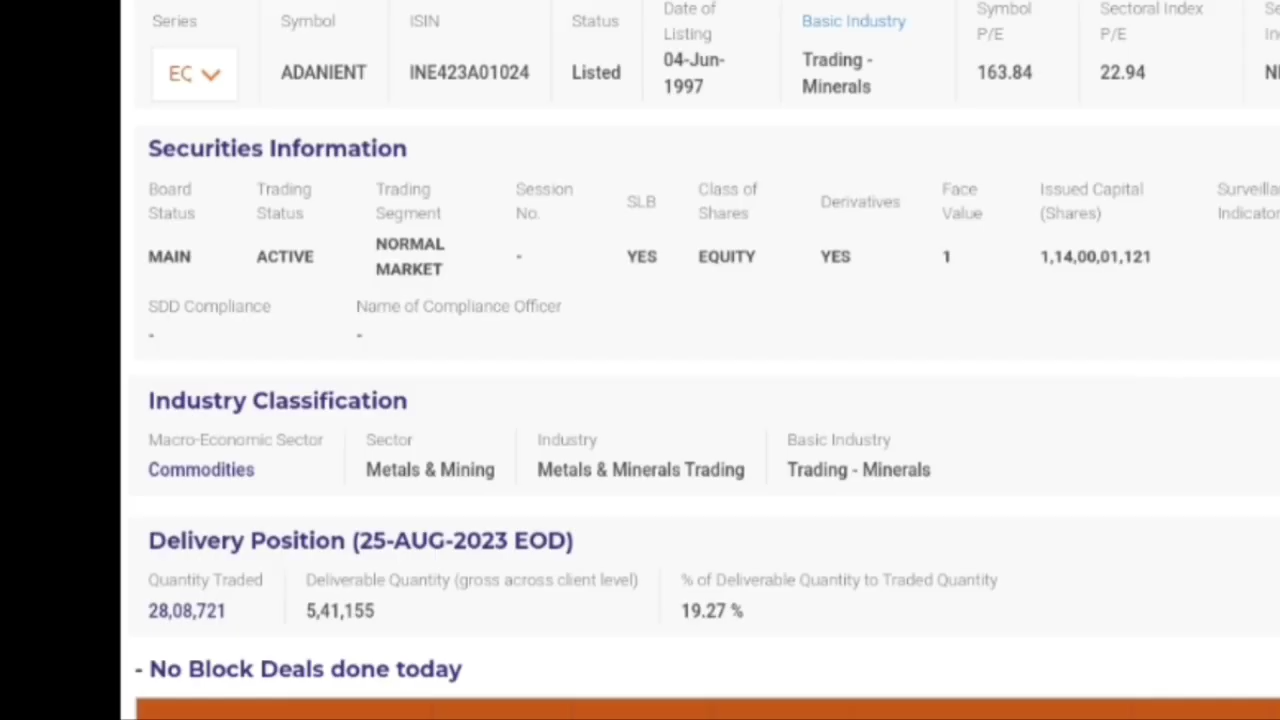 Series Symbol ISIN Status Date of Listing Basic Industry Symbol P/E Sectoral Index P/E
EQ ADANIENT INE423A01024 Listed 04-Jun-1997 Trading - Minerals 163.84 22.94
Securities Information
Board Status Trading Status Trading Segment Session No. SLB Class of Shares Derivatives Face Value Issued Capital (Shares)
MAIN ACTIVE NORMAL MARKET - YES EQUITY YES 1 1,14,00,01,121
SDD Compliance Name of Compliance Officer
- -
Industry Classification
Macro-Economic Sector Sector Industry Basic Industry
Commodities Metals & Mining Metals & Minerals Trading Trading - Minerals
Delivery Position (25-AUG-2023 EOD)
Quantity Traded Deliverable Quantity (gross across client level) % of Deliverable Quantity to Traded Quantity
28,08,721 5,41,155 19.27 %
- No Block Deals done today